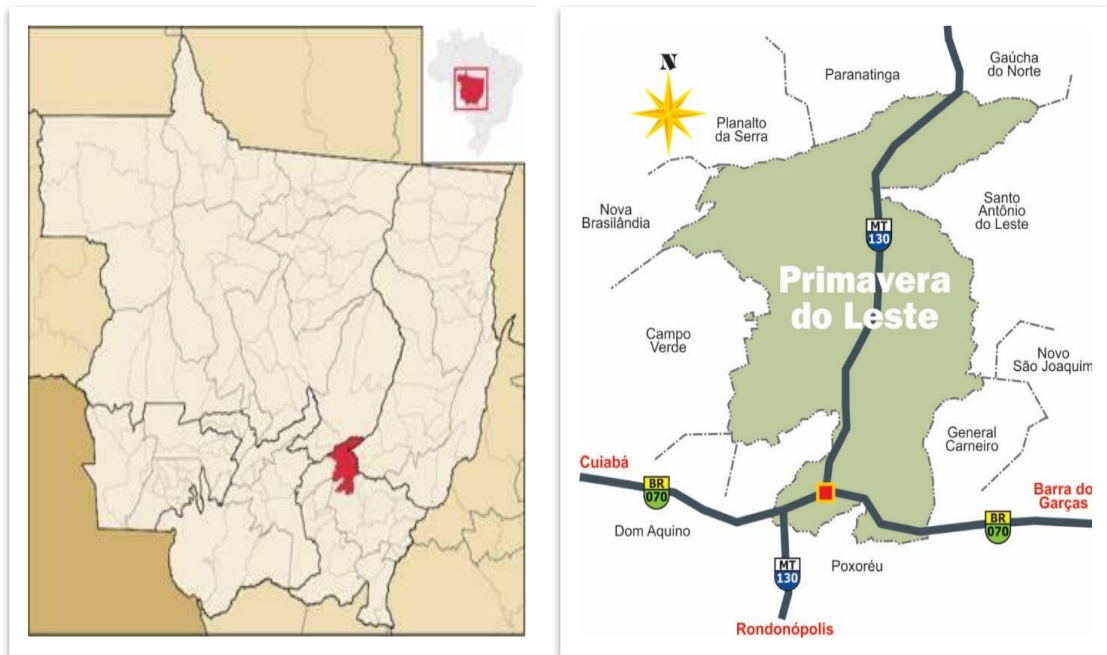 N
Paranatinga
Gaúcha
do Norte
Planalto
da Serra
Nova
Brasilândia
Santo
Antônio
do Leste
MT
130
Primavera
do Leste
Campo
Verde
Novo
São Joaquim
General
Carneiro
Cuiabá
BR
070
Barra do
Garças
BR
070
Dom Aquino
MT
130
Poxoréu
Rondonópolis